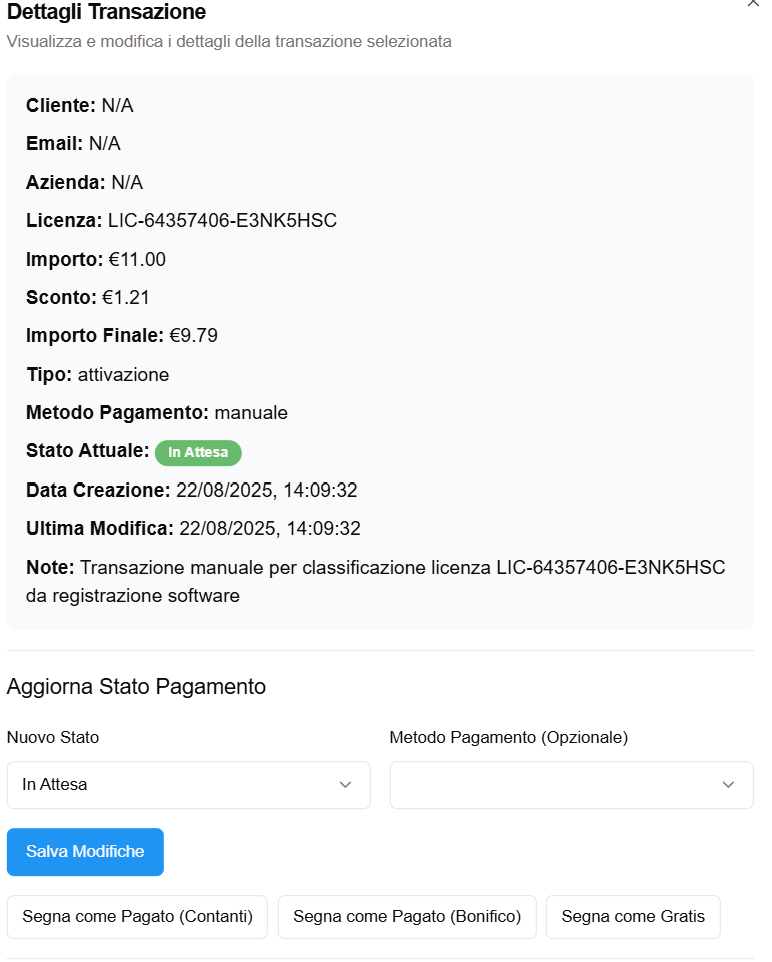 Dettagli Transazione
Visualizza e modifica i dettagli della transazione selezionata
Cliente: N/A
Email: N/A
Azienda: N/A
Licenza: LIC-64357406-E3NK5HSC
Importo: €11.00
Sconto: €1.21
Importo Finale: €9.79
Tipo: attivazione
Metodo Pagamento: manuale
Stato Attuale: In Attesa
Data Creazione: 22/08/2025, 14:09:32
Ultima Modifica: 22/08/2025, 14:09:32
Note: Transazione manuale per classificazione licenza LIC-64357406-E3NK5HSC
da registrazione software
Aggiorna Stato Pagamento
Nuovo Stato
Metodo Pagamento (Opzionale)
In Attesa
Salva Modifiche
Segna come Pagato (Contanti)
Segna come Pagato (Bonifico)
Segna come Gratis